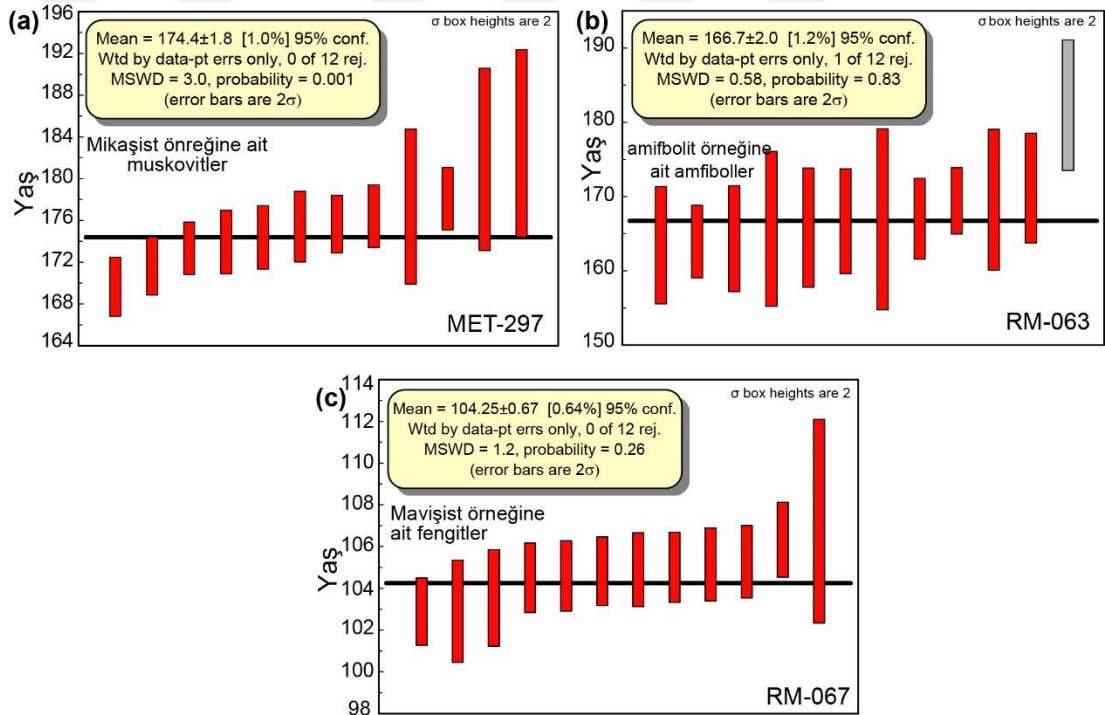 (a)
196
192
188
184
180
176
172
168
164
Yaş
σ box heights are 2
Mean = 174.4±1.8 [1.0%] 95% conf.
Wtd by data-pt errs only, 0 of 12 rej.
MSWD = 3.0, probability = 0.001
(error bars are 2σ)
Mikaşist önreğine ait
muskovitler
MET-297
(b)
190
180
170
160
150
Yaş
σ box heights are 2
Mean = 166.7±2.0 [1.2%] 95% conf.
Wtd by data-pt errs only, 1 of 12 rej.
MSWD = 0.58, probability = 0.83
(error bars are 2σ)
amifbolit örneğine
ait amfiboller
RM-063
(c)
114
112
110
108
106
104
102
100
98
Yaş
σ box heights are 2
Mean = 104.25±0.67 [0.64%] 95% conf.
Wtd by data-pt errs only, 0 of 12 rej.
MSWD = 1.2, probability = 0.26
(error bars are 2σ)
Mavişist örneğine
ait fengitler
RM-067